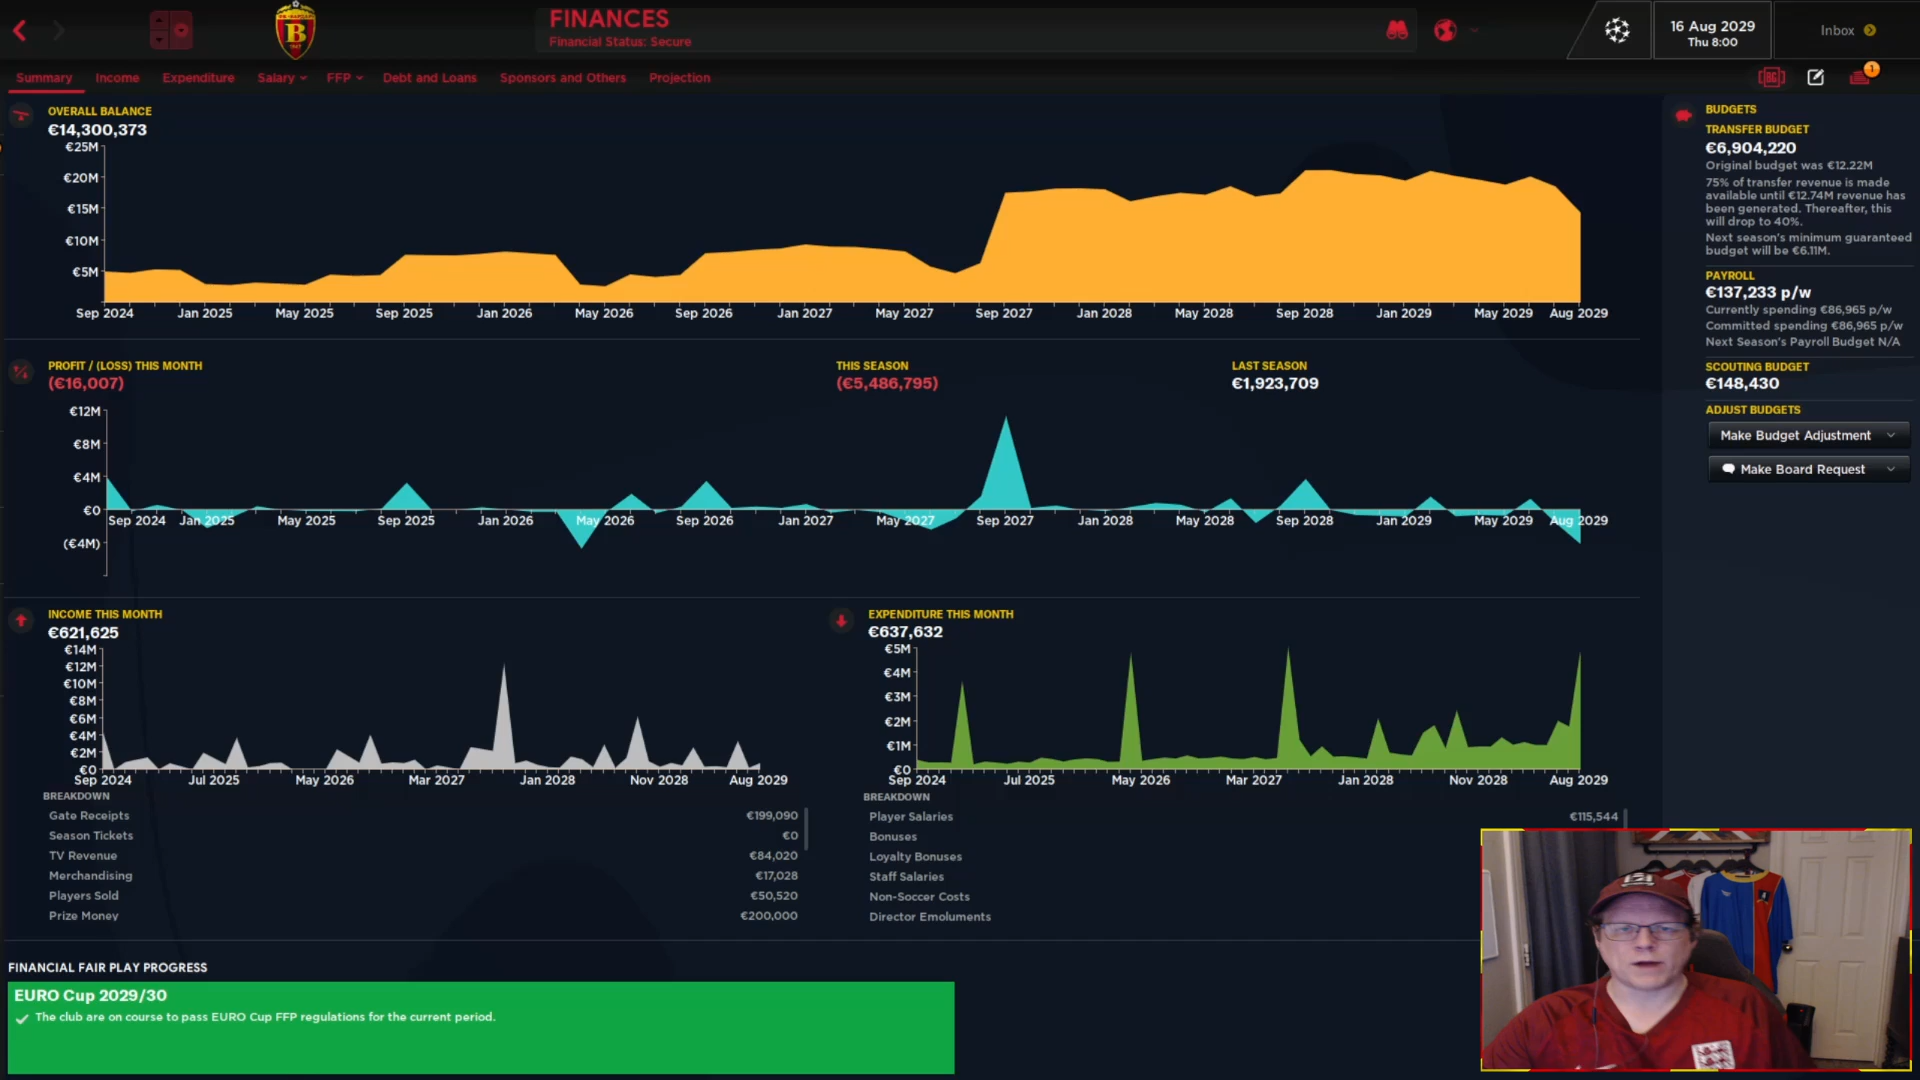 FINANCES
Financial Status: Secure
16 Aug 2029
Thu 8:00
Inbox
Summary
Income
Expenditure
Salary
FFP
Debt and Loans
Sponsors and Others
Projection
1
OVERALL BALANCE
€14,300,373
€25M
€20M
€15M
€10M
€5M
Sep 2024 Jan 2025 May 2025 Sep 2025 Jan 2026 May 2026 Sep 2026 Jan 2027 May 2027 Sep 2027 Jan 2028 May 2028 Sep 2028 Jan 2029 May 2029 Aug 2029
PROFIT / (LOSS) THIS MONTH
(€16,007)
THIS SEASON
(€5,486,795)
LAST SEASON
€1,923,709
€12M
€8M
€4M
€0
(€4M)
Sep 2024 Jan 2025 May 2025 Sep 2025 Jan 2026 May 2026 Sep 2026 Jan 2027 May 2027 Sep 2027 Jan 2028 May 2028 Sep 2028 Jan 2029 May 2029 Aug 2029
INCOME THIS MONTH
€621,625
€14M
€12M
€10M
€8M
€6M
€4M
€2M
€0
Sep 2024 Jul 2025 May 2026 Mar 2027 Jan 2028 Nov 2028 Aug 2029
BREAKDOWN
Gate Receipts €199,090
Season Tickets €0
TV Revenue €84,020
Merchandising €17,028
Players Sold €50,520
Prize Money €200,000
EXPENDITURE THIS MONTH
€637,632
€5M
€4M
€3M
€2M
€1M
€0
Sep 2024 Jul 2025 May 2026 Mar 2027 Jan 2028 Nov 2028 Aug 2029
BREAKDOWN
Player Salaries €115,544
Bonuses
Loyalty Bonuses
Staff Salaries
Non-Soccer Costs
Director Emoluments
FINANCIAL FAIR PLAY PROGRESS
EURO Cup 2029/30
The club are on course to pass EURO Cup FFP regulations for the current period.
BUDGETS
TRANSFER BUDGET
€6,904,220
Original budget was €12.22M
75% of transfer revenue is made
available until €12.74M revenue has
been generated. Thereafter, this
will drop to 40%.
Next season's minimum guaranteed
budget will be €6.11M.
PAYROLL
€137,233 p/w
Currently spending €86,965 p/w
Committed spending €86,965 p/w
Next Season's Payroll Budget N/A
SCOUTING BUDGET
€148,430
ADJUST BUDGETS
Make Budget Adjustment
Make Board Request